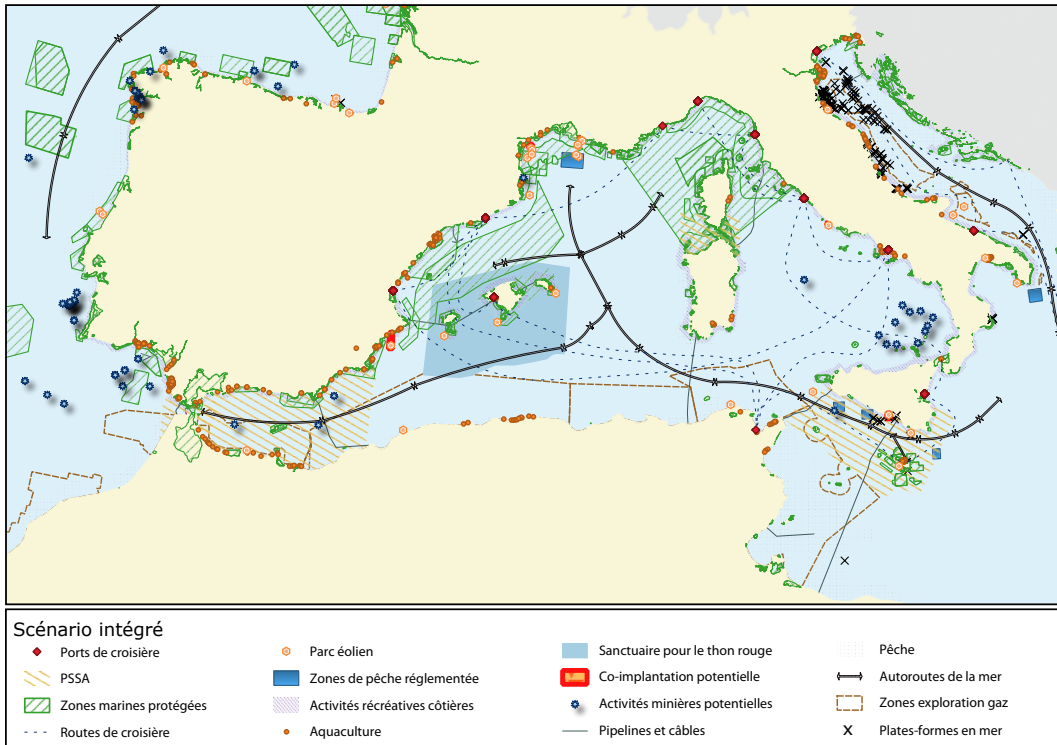 Scénario intégré
Ports de croisière
Parc éolien
Sanctuaire pour le thon rouge
Pêche
PSSA
Zones de pêche réglementée
Co-implantation potentielle
Autoroutes de la mer
Zones marines protégées
Activités récréatives côtières
Activités minières potentielles
Zones exploration gaz
Routes de croisière
Aquaculture
Pipelines et câbles
Plates-formes en mer